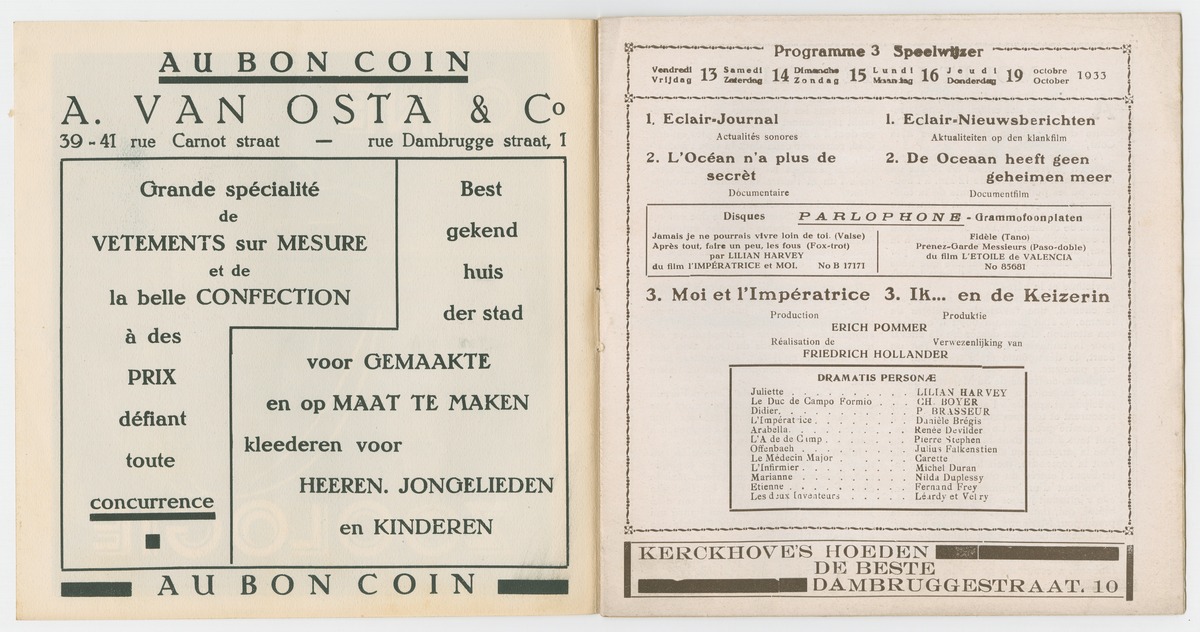 AU BON COIN
A. VAN OSTA & Co
39-41 rue Carnot straat — rue Dambrugge straat, 1
Grande spécialité
de
VETEMENTS sur MESURE
et de
la belle CONFECTION
à des
PRIX
défiant
toute
concurrence
Best
gekend
huis
der stad
voor GEMAAKTE
en op MAAT TE MAKEN
kleederen voor
HEEREN. JONGELIEDEN
en KINDEREN
AU BON COIN
Programme 3 Speelwijzer
Vendredi 13 Samedi 14 Dimanche 15 Lundi 16 Jeudi 19 octobre 1933
Vrijdag Zaterdag Zondag Maandag Donderdag October
1. Eclair-Journal
Actualités sonores
2. L'Océan n'a plus de
secrèt
Documentaire
1. Eclair-Nieuwsberichten
Aktualiteiten op den klankfilm
2. De Oceaan heeft geen
geheimen meer
Documentfilm
Disques PARLOPHONE - Grammofoonplaten
Jamais je ne pourrais vivre loin de toi. (Valse)
Après tout, faire un peu, les fous (Fox-trot)
par LILIAN HARVEY
du film l'IMPÉRATRICE et MOI. No B 17171
Fidèle (Tano)
Prenez-Garde Messieurs (Paso-doble)
du film L'ETOILE de VALENCIA
No 85681
3. Moi et l'Impératrice 3. Ik... en de Keizerin
Production Produktie
ERICH POMMER
Réalisation de Verwezenlijking van
FRIEDRICH HOLLANDER
DRAMATIS PERSONÆ
Juliette . . . . . . . . . LILIAN HARVEY
Le Duc de Campo Formio . . . CH. BOYER
Didier. . . . . . . . . . P. BRASSEUR
L'Impératrice . . . . . . . . Danièle Brégis
Arabella. . . . . . . . . . Renée Devilder
L'A de de Camp . . . . . . . Pierre Stephen
Offenbach . . . . . . . . . Julius Falkenstien
Le Médecin Major . . . . . . Carette
L'Infirmier . . . . . . . . . Michel Duran
Marianne . . . . . . . . . Nilda Duplessy
Etienne . . . . . . . . . . Fernand Frey
Les deux Inventeurs . . . . . Léardy et Velry
KERCKHOVE'S HOEDEN
DE BESTE
DAMBRUGGESTRAAT. 10